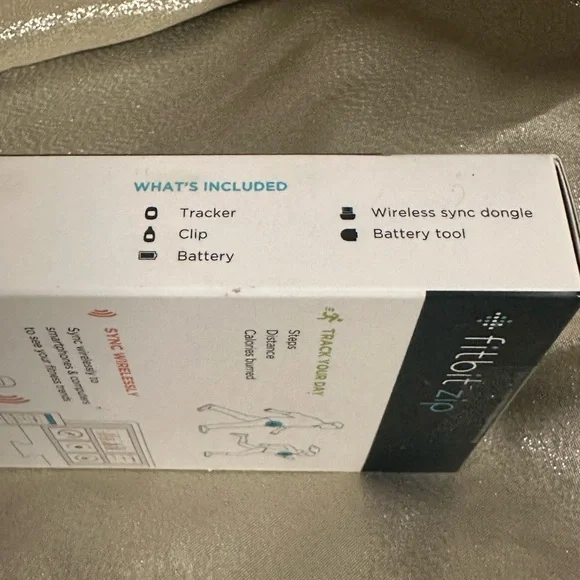 WHAT'S INCLUDED
Tracker
Clip
Battery
Wireless sync dongle
Battery tool
fitbit zip
TRACK YOUR DAY
Steps
Distance
Calories burned
SYNC WIRELESSLY
Sync wirelessly to
smartphones & computers
to see your fitness trends